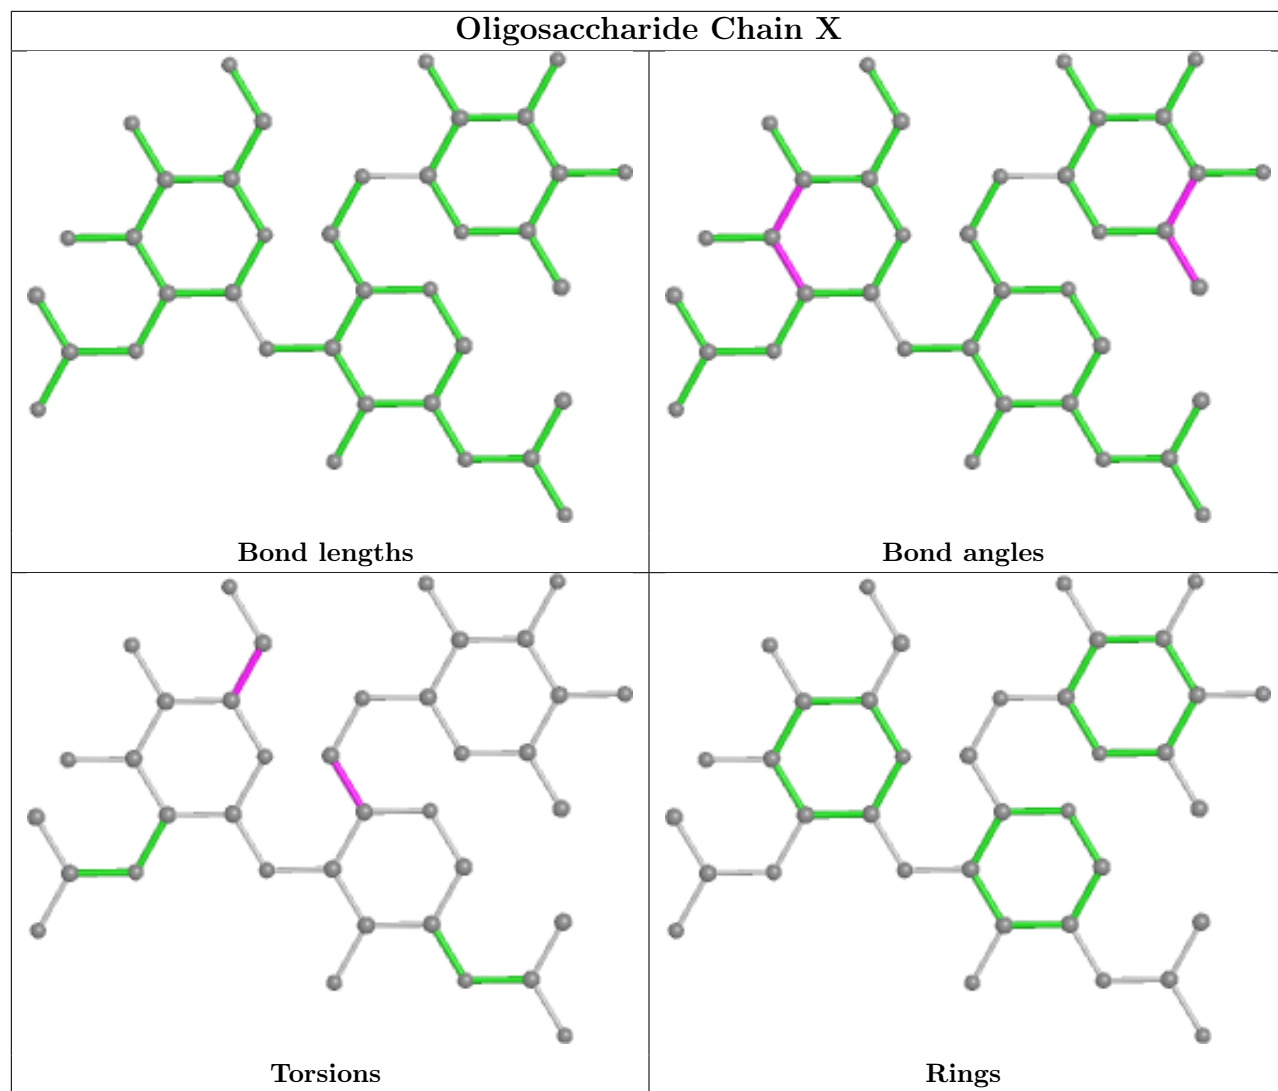 Oligosaccharide Chain X
Bond lengths
Bond angles
Torsions
Rings